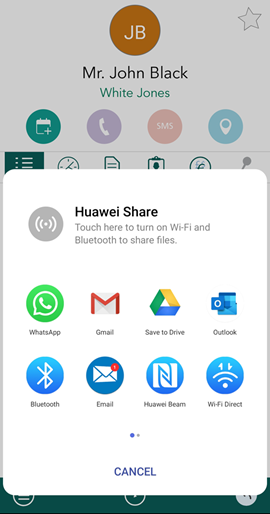 JB
Mr. John Black
White Jones
SMS
Huawei Share
Touch here to turn on Wi-Fi and
Bluetooth to share files.
WhatsApp
Gmail
Save to Drive
Outlook
Bluetooth
Email
Huawei Beam
Wi-Fi Direct
CANCEL